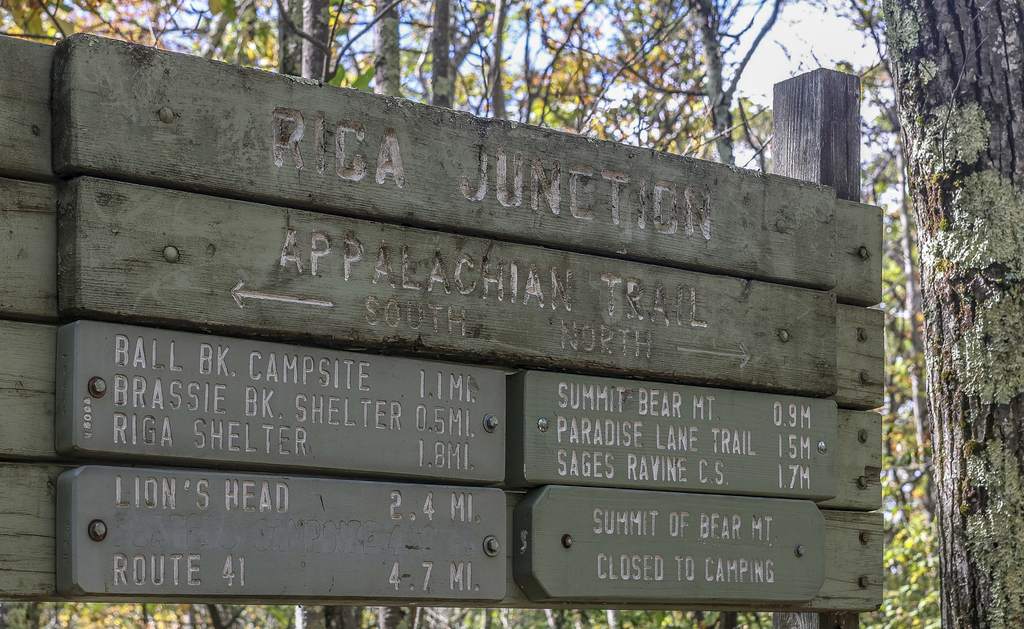 RIGA JUNCTION
APPALACHIAN TRAIL
SOUTH NORTH
BALL BK. CAMPSITE 1.1 MI.
BRASSIE BK. SHELTER 0.5 MI.
RIGA SHELTER 1.8 MI.
LION'S HEAD 2.4 MI.
ROUTE 41 4.7 MI.
SUMMIT BEAR MT. 0.9M
PARADISE LANE TRAIL 1.5M
SAGES RAVINE C.S. 1.7M
SUMMIT OF BEAR MT.
CLOSED TO CAMPING